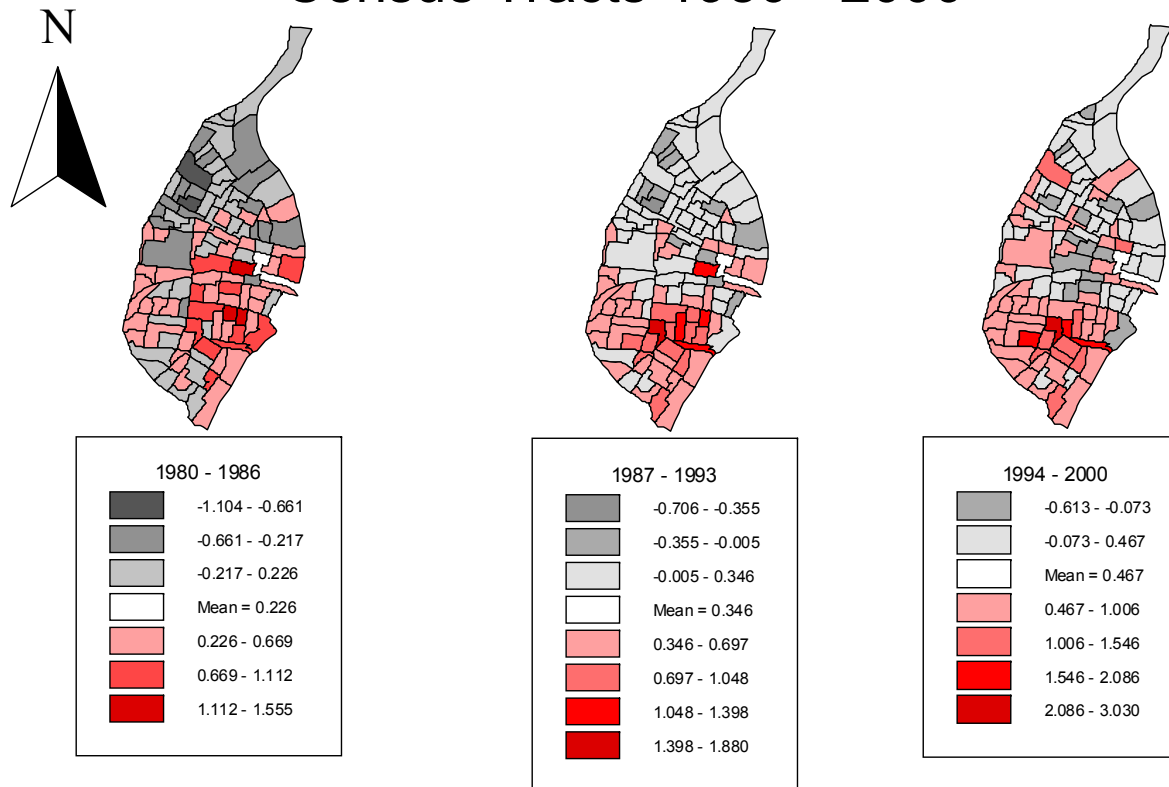 Census Tracts 1980 - 2000
N
1980 - 1986
-1.104 - -0.661
-0.661 - -0.217
-0.217 - 0.226
Mean = 0.226
0.226 - 0.669
0.669 - 1.112
1.112 - 1.555
1987 - 1993
-0.706 - -0.355
-0.355 - -0.005
-0.005 - 0.346
Mean = 0.346
0.346 - 0.697
0.697 - 1.048
1.048 - 1.398
1.398 - 1.880
1994 - 2000
-0.613 - -0.073
-0.073 - 0.467
Mean = 0.467
0.467 - 1.006
1.006 - 1.546
1.546 - 2.086
2.086 - 3.030